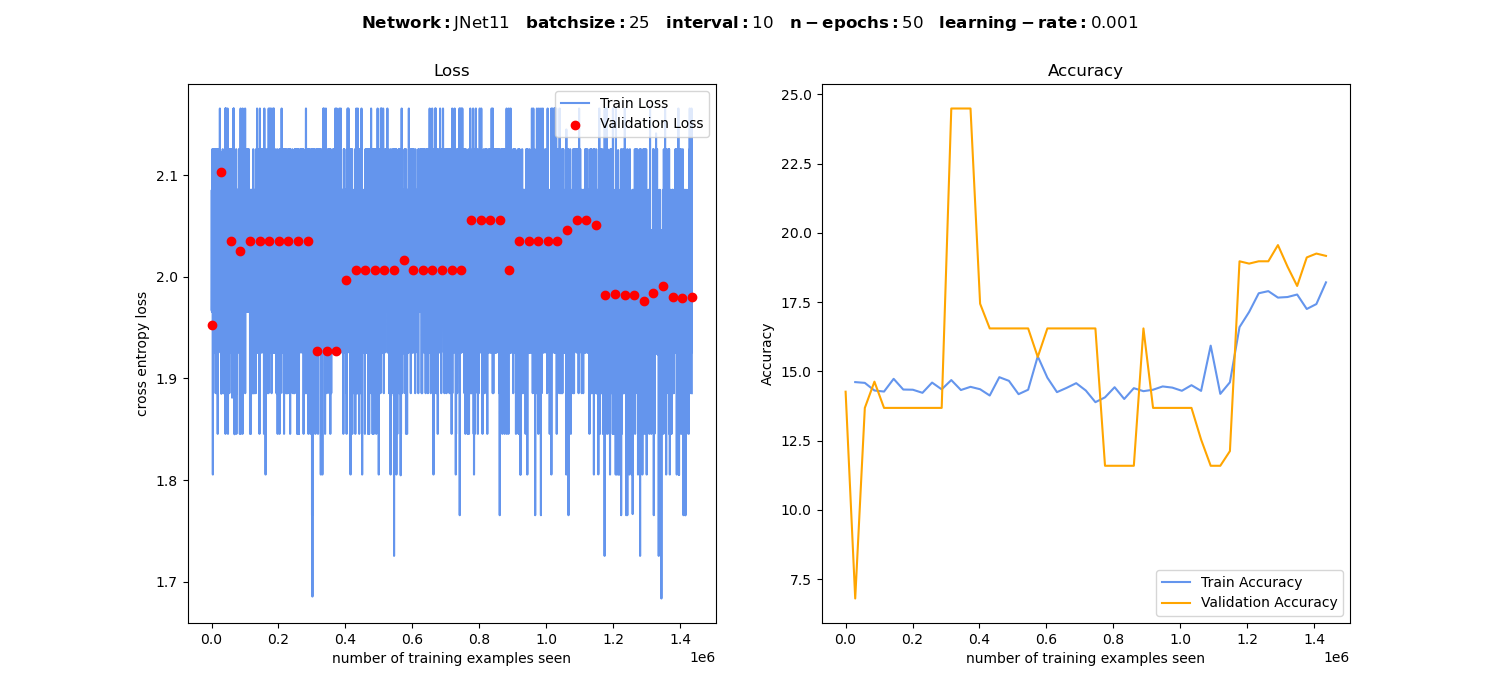 Network: JNet11 batchsize: 25 interval: 10 n-epochs: 50 learning-rate: 0.001
Loss
Train Loss
Validation Loss
cross entropy loss
2.1
2.0
1.9
1.8
1.7
0.0 0.2 0.4 0.6 0.8 1.0 1.2 1.4
1e6
number of training examples seen
Accuracy
Accuracy
25.0
22.5
20.0
17.5
15.0
12.5
10.0
7.5
Train Accuracy
Validation Accuracy
0.0 0.2 0.4 0.6 0.8 1.0 1.2 1.4
1e6
number of training examples seen